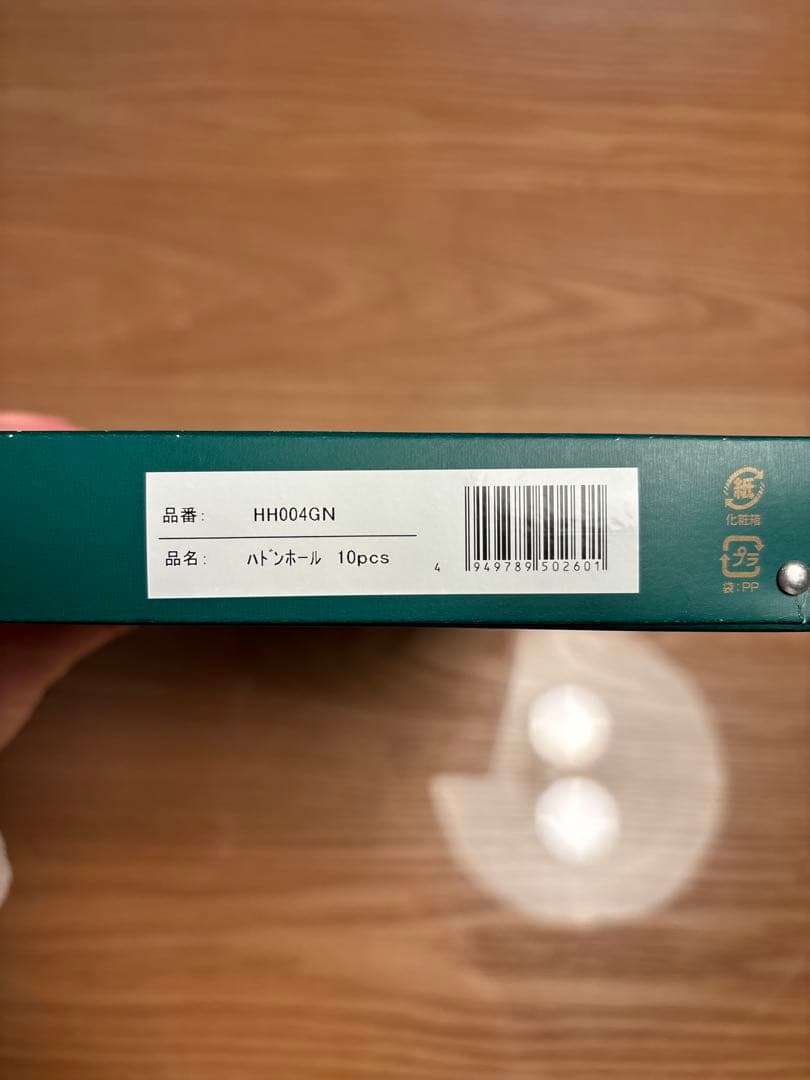 品番: HH004GN
品名: ﾊﾄﾞﾝﾎｰﾙ 10pcs
4 949789 502601
紙
化粧箱
プラ
袋:PP